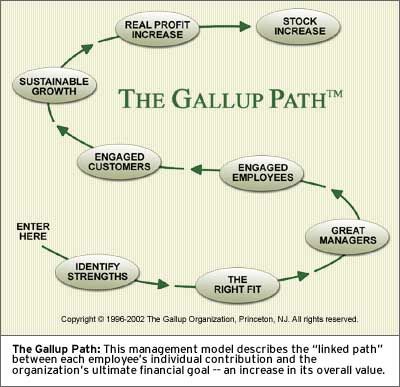 REAL PROFIT
INCREASE
STOCK
INCREASE
SUSTAINABLE
GROWTH
THE GALLUP PATH™
ENGAGED
CUSTOMERS
ENGAGED
EMPLOYEES
GREAT
MANAGERS
ENTER
HERE
IDENTIFY
STRENGTHS
THE
RIGHT FIT
Copyright © 1996-2002 The Gallup Organization, Princeton, NJ. All rights reserved.
The Gallup Path: This management model describes the "linked path"
between each employee's individual contribution and the
organization's ultimate financial goal -- an increase in its overall value.